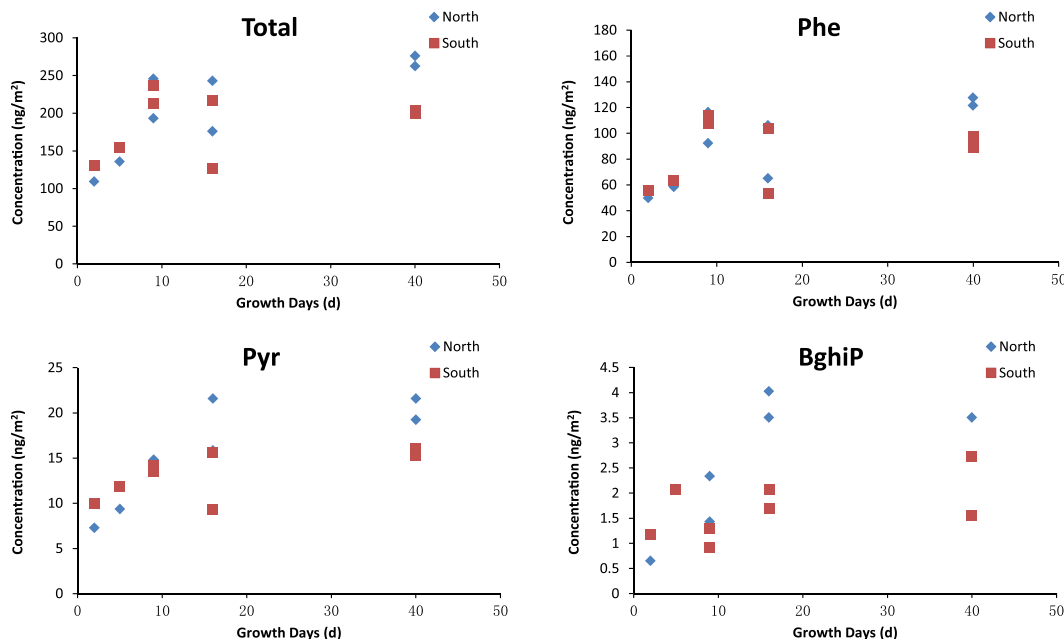 Total
North
South
Concentration (ng/m²)
300
250
200
150
100
50
0
0 10 20 30 40 50
Growth Days (d)
Phe
North
South
Concentration (ng/m²)
180
160
140
120
100
80
60
40
20
0
0 10 20 30 40 50
Growth Days (d)
Pyr
North
South
Concentration (ng/m²)
25
20
15
10
5
0
0 10 20 30 40 50
Growth Days (d)
BghiP
North
South
Concentration (ng/m²)
4.5
4
3.5
3
2.5
2
1.5
1
0.5
0
0 10 20 30 40 50
Growth Days (d)